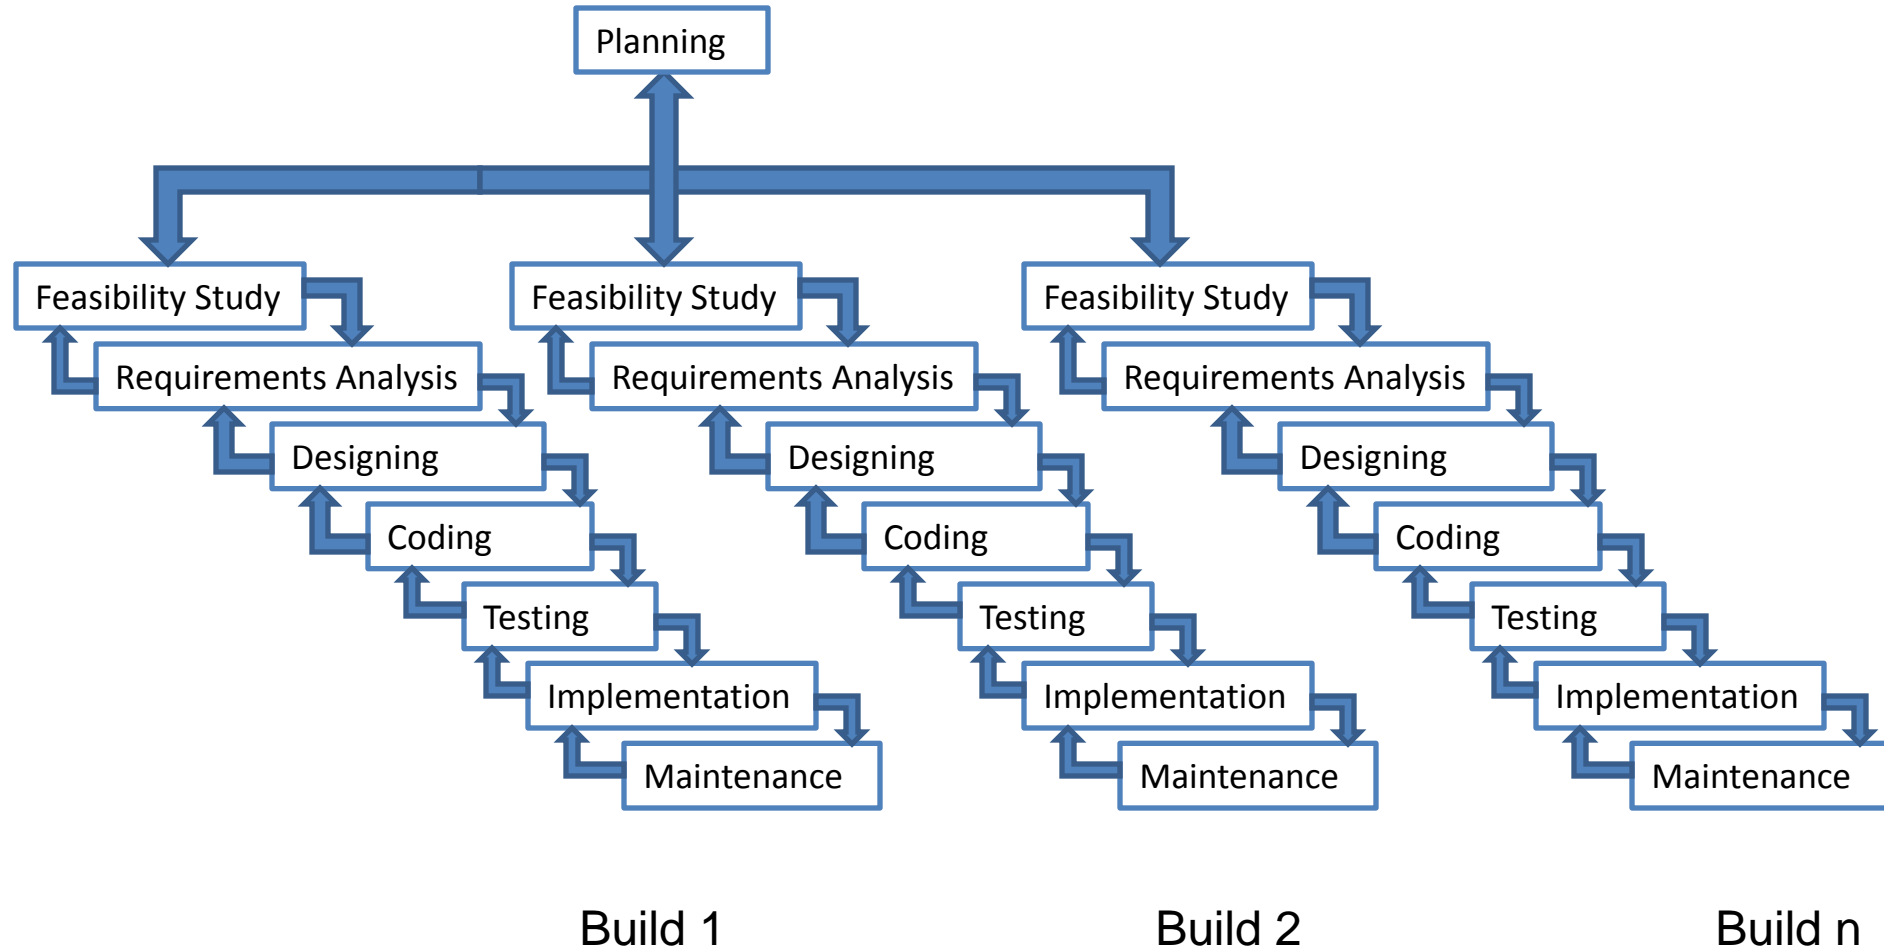 Planning
Feasibility Study
Requirements Analysis
Designing
Coding
Testing
Implementation
Maintenance
Build 1
Feasibility Study
Requirements Analysis
Designing
Coding
Testing
Implementation
Maintenance
Build 2
Feasibility Study
Requirements Analysis
Designing
Coding
Testing
Implementation
Maintenance
Build n